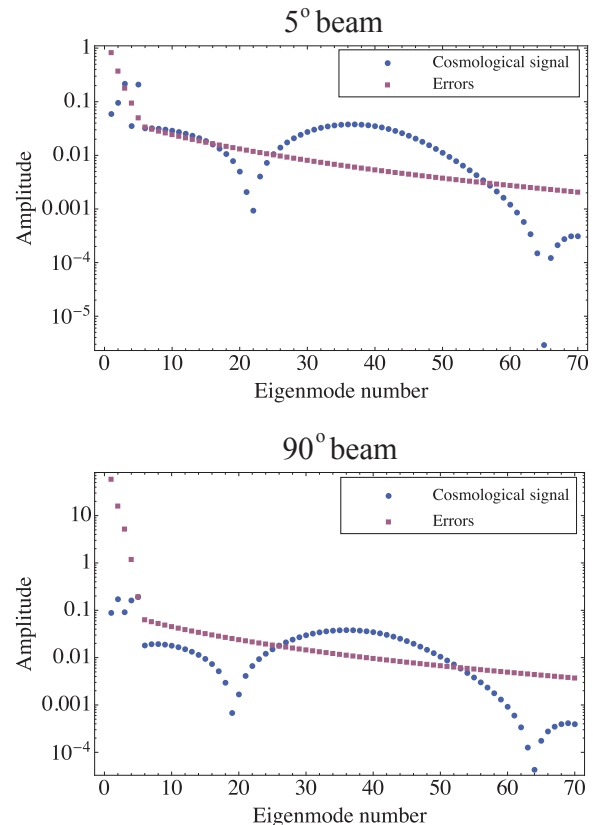 5° beam
1
0.1
0.01
0.001
10⁻⁴
10⁻⁵
Amplitude
Cosmological signal
Errors
0 10 20 30 40 50 60 70
Eigenmode number
90° beam
10
1
0.1
0.01
0.001
10⁻⁴
Amplitude
Cosmological signal
Errors
0 10 20 30 40 50 60 70
Eigenmode number